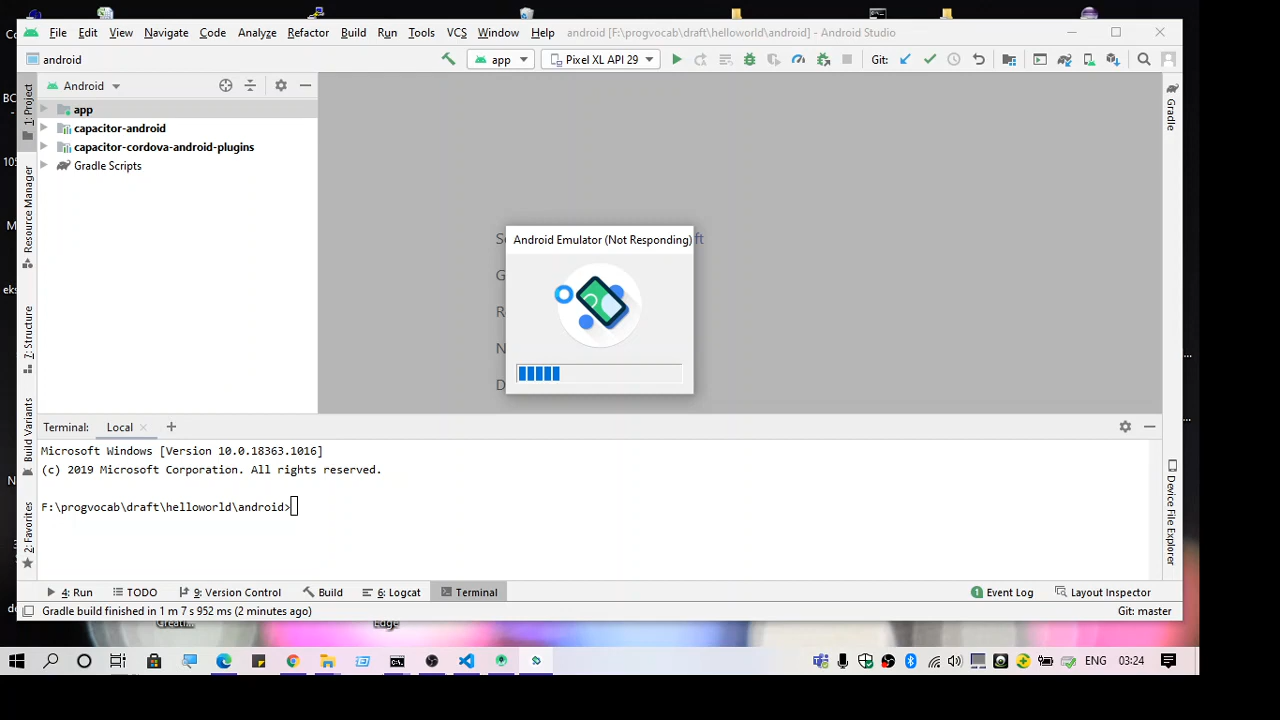 File Edit View Navigate Code Analyze Refactor Build Run Tools VCS Window Help android [F:\progvocab\draft\helloworld\android] - Android Studio
android app Pixel XL API 29 Git:
1: Project
Resource Manager
7: Structure
Build Variants
2: Favorites
Android
app
capacitor-android
capacitor-cordova-android-plugins
Gradle Scripts
Android Emulator (Not Responding)
Gradle
Device File Explorer
Terminal: Local
Microsoft Windows [Version 10.0.18363.1016]
(c) 2019 Microsoft Corporation. All rights reserved.
F:\progvocab\draft\helloworld\android>
4: Run TODO 9: Version Control Build 6: Logcat Terminal 1 Event Log Layout Inspector
Gradle build finished in 1 m 7 s 952 ms (2 minutes ago) Git: master
Edge
ENG 03:24